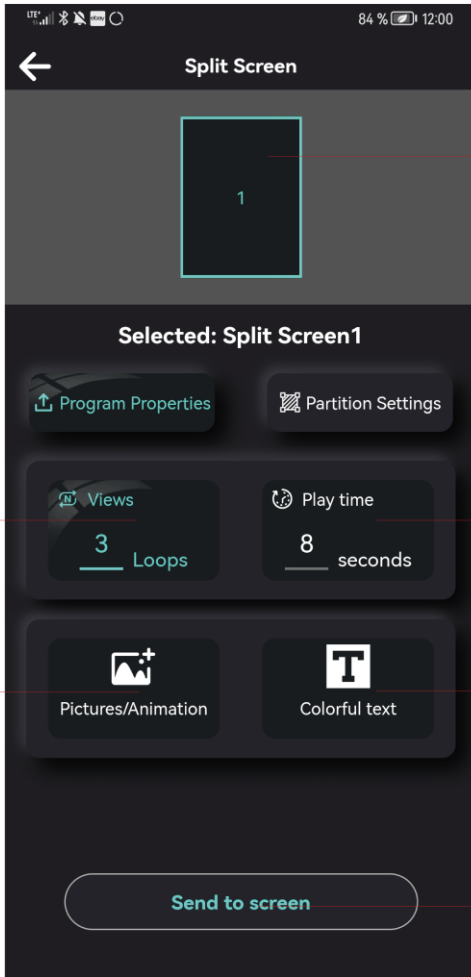 LTE+ ebay 84 % 12:00
Split Screen
1
Selected: Split Screen1
Program Properties Partition Settings
N Views Play time
3 Loops 8 seconds
Pictures/Animation T Colorful text
Send to screen